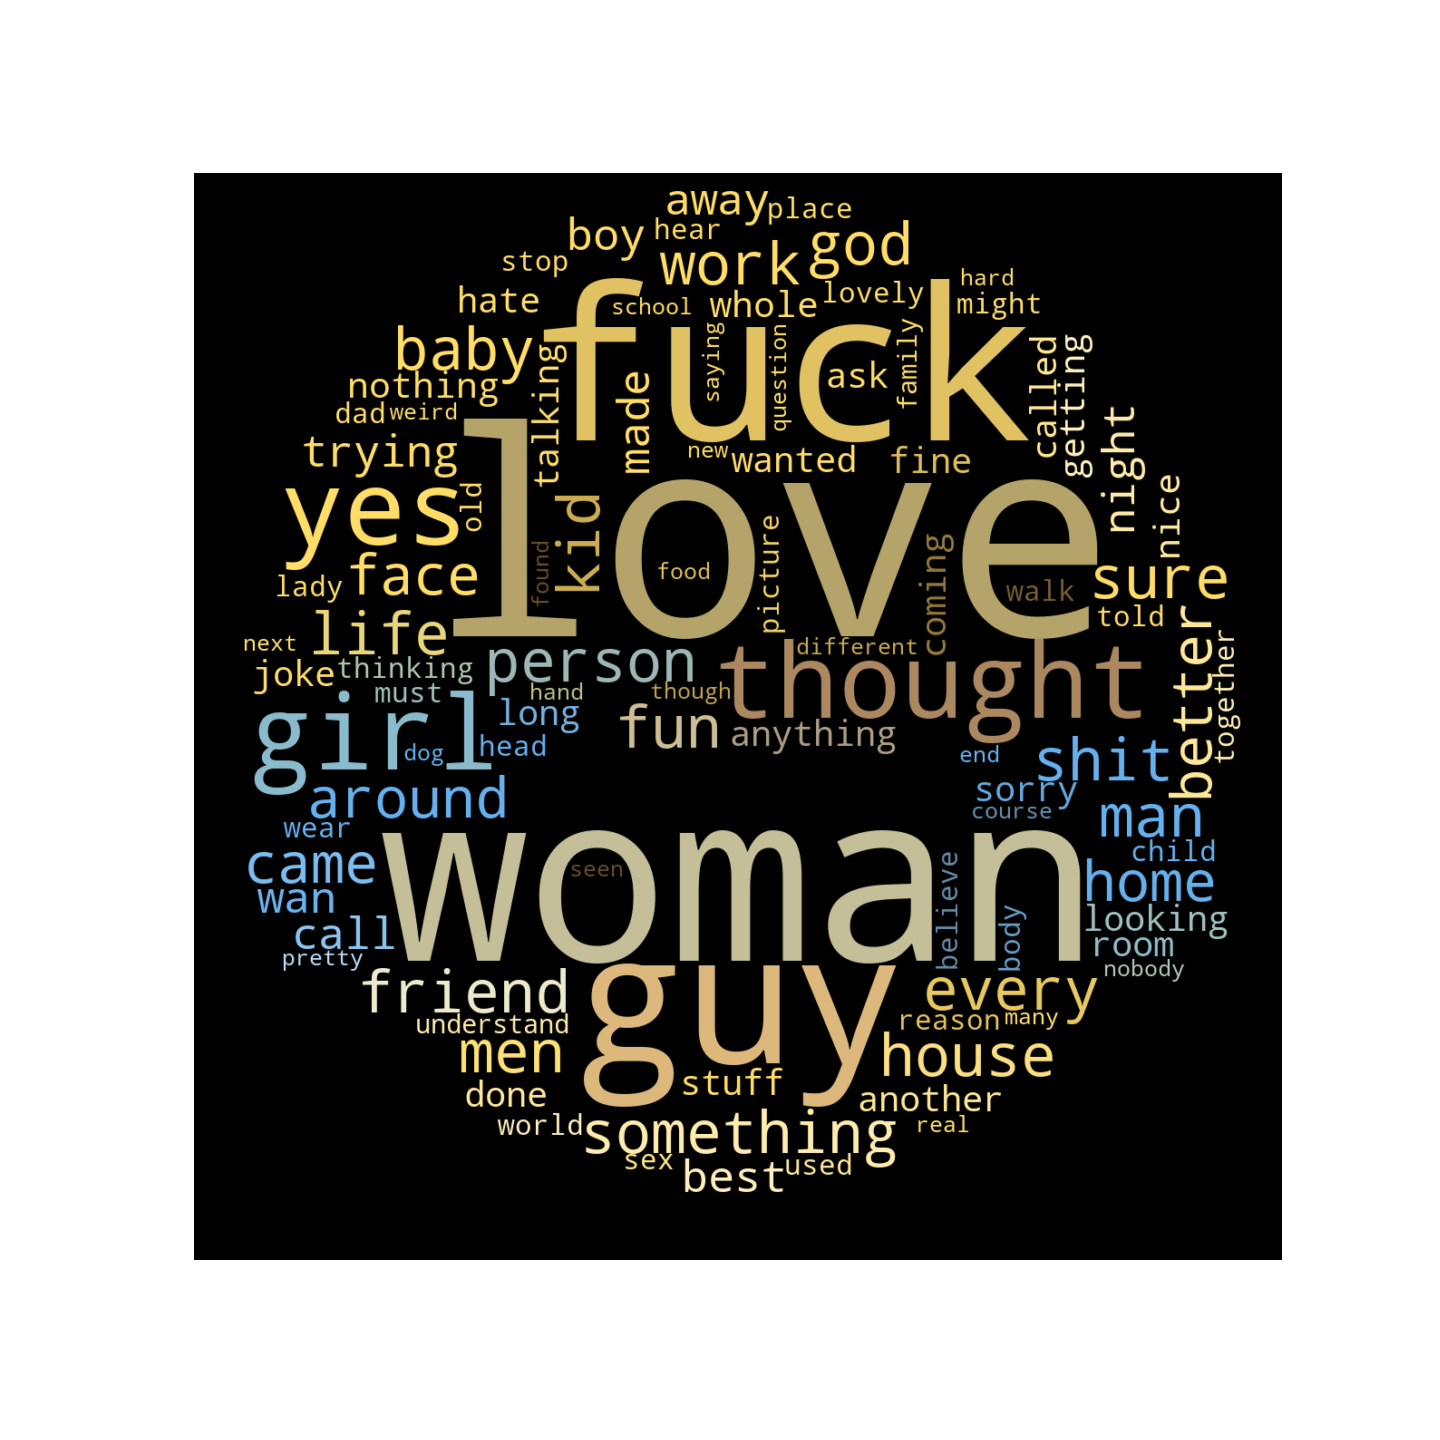 away place
boy hear
stop work god
hate school whole lovely hard might
fuck
baby talking made saying question ask family called getting
nothing
dad weird
trying new wanted fine night
love
yes old kid nice
found food picture coming walk sure
lady face
life told
next person different better together
joke thinking
must hand though thought
girl long fun anything
dog head end shit
around sorry
wear course man
woman
came seen believe child
wan body home
call looking
pretty room
nobody
friend guy every
understand reason many
men house
done stuff another
world something real
sex best used